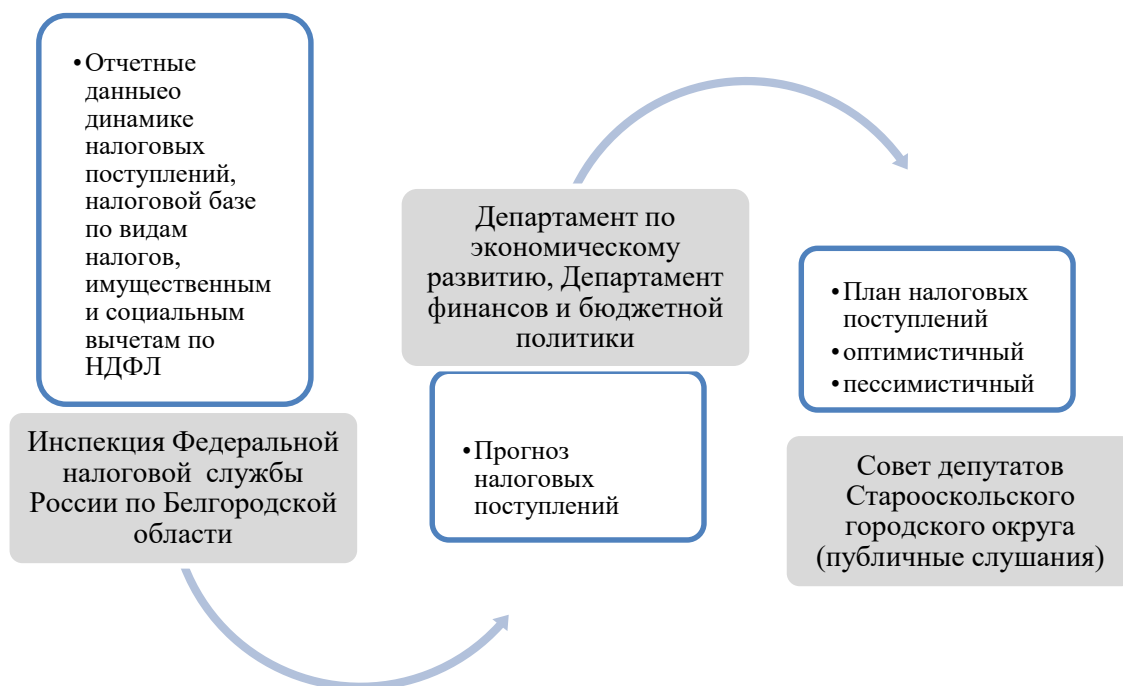 •Отчетные
данныео
динамике
налоговых
поступлений,
налоговой базе
по видам
налогов,
имущественным
и социальным
вычетам по
НДФЛ
Инспекция Федеральной
налоговой службы
России по Белгородской
области
Департамент по
экономическому
развитию, Департамент
финансов и бюджетной
политики
•Прогноз
налоговых
поступлений
•План налоговых
поступлений
•оптимистичный
•пессимистичный
Совет депутатов
Старооскольского
городского округа
(публичные слушания)